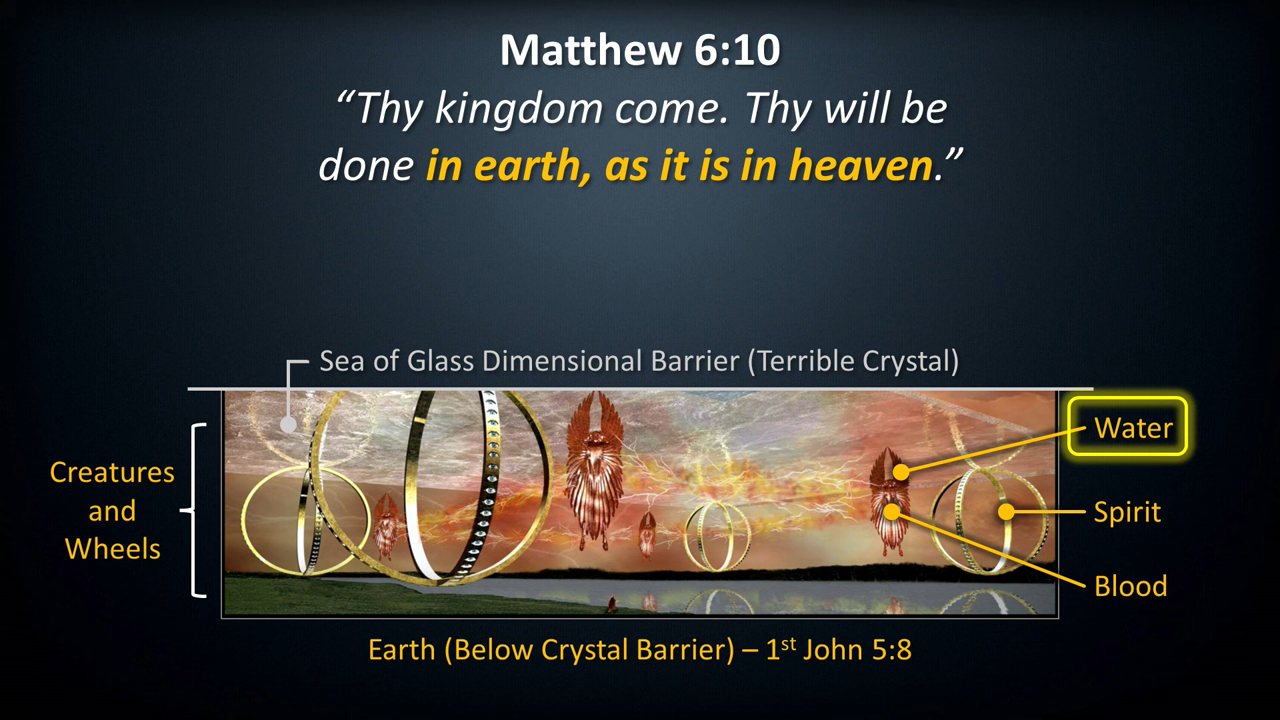 Matthew 6:10
“Thy kingdom come. Thy will be
done in earth, as it is in heaven.”
Sea of Glass Dimensional Barrier (Terrible Crystal)
Creatures
and
Wheels
Water
Spirit
Blood
Earth (Below Crystal Barrier) – 1st John 5:8